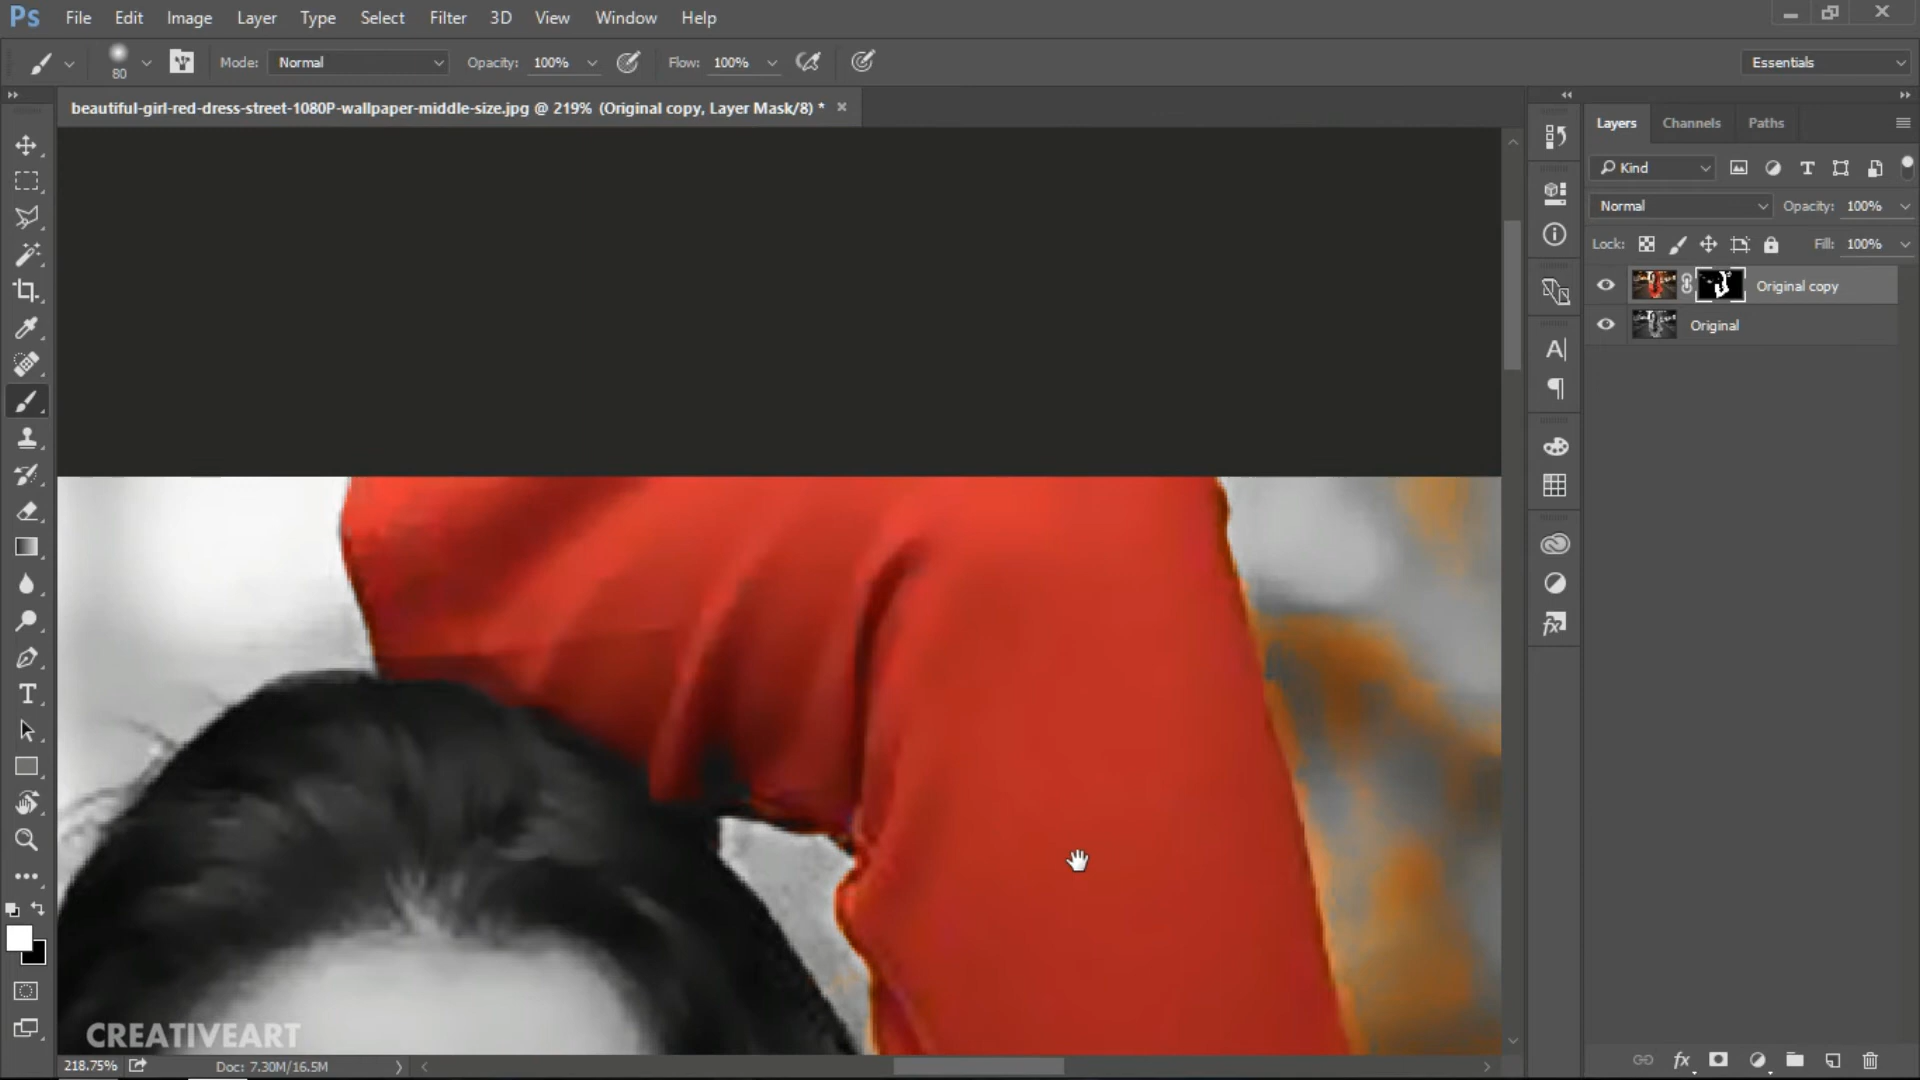 Ps File Edit Image Layer Type Select Filter 3D View Window Help
80 Mode: Normal Opacity: 100% Flow: 100% Essentials
beautiful-girl-red-dress-street-1080P-wallpaper-middle-size.jpg @ 219% (Original copy, Layer Mask/8) *
Layers Channels Paths
Kind
Normal Opacity: 100%
Lock: Fill: 100%
Original copy
Original
CREATIVEART
218.75% Doc: 7.30M/16.5M